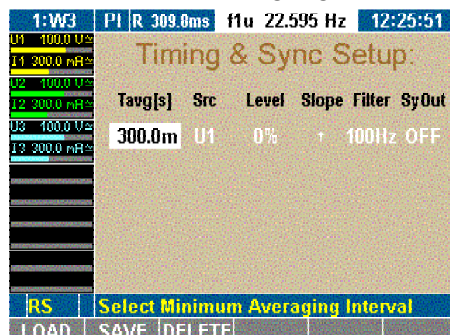 1:W3 PI R 309.0ms f1u 22.595 Hz 12:25:51
U1 100.0 U≃
I1 300.0 mA≃
U2 100.0 U≃
I2 300.0 mA≃
U3 100.0 U≃
I3 300.0 mA≃
Timing & Sync Setup:
Tavg[s] Src Level Slope Filter SyOut
300.0m U1 0% ↑ 100Hz OFF
RS Select Minimum Averaging Interval
LOAD SAVE DELETE